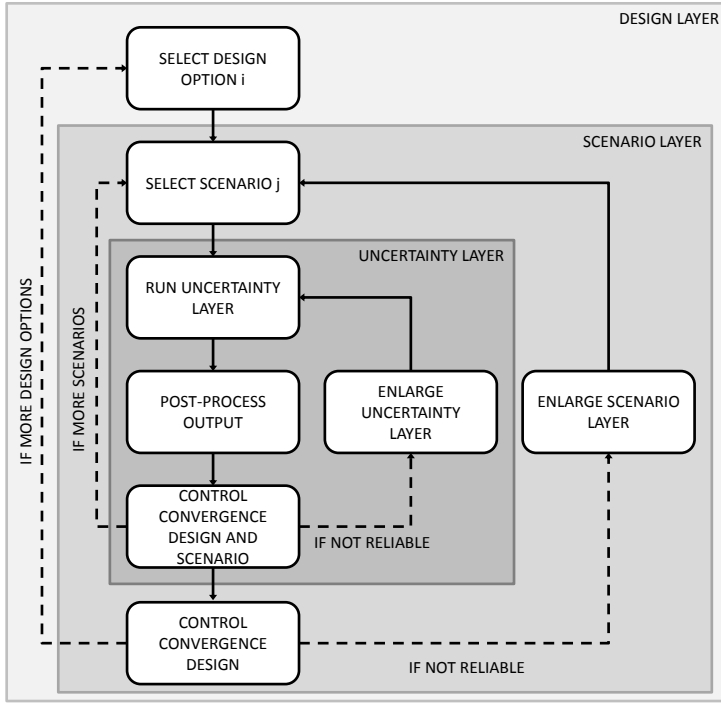 DESIGN LAYER
SELECT DESIGN
OPTION i
SCENARIO LAYER
SELECT SCENARIO j
UNCERTAINTY LAYER
RUN UNCERTAINTY
LAYER
IF MORE DESIGN OPTIONS
IF MORE SCENARIOS
POST-PROCESS
OUTPUT
ENLARGE
UNCERTAINTY
LAYER
ENLARGE SCENARIO
LAYER
CONTROL
CONVERGENCE
DESIGN AND
SCENARIO
IF NOT RELIABLE
CONTROL
CONVERGENCE
DESIGN
IF NOT RELIABLE